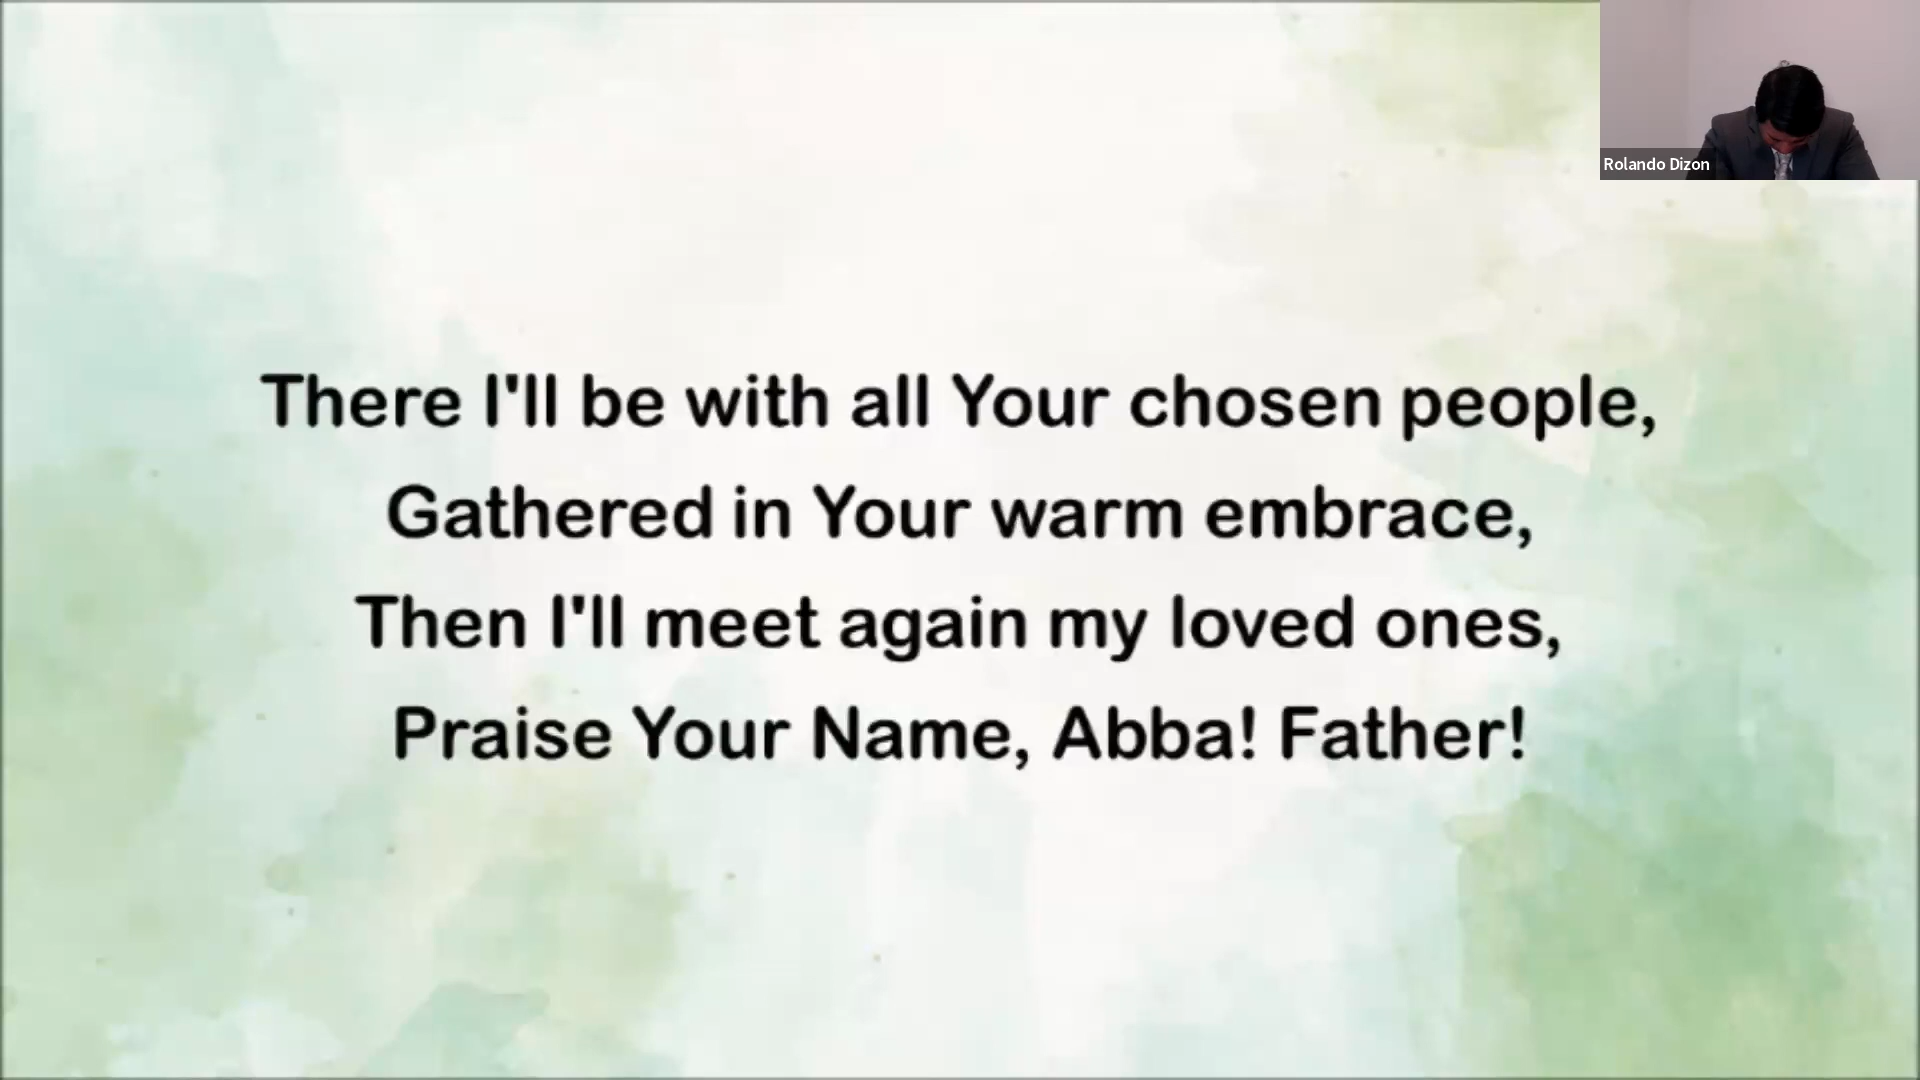 Rolando Dizon
There I'll be with all Your chosen people,
Gathered in Your warm embrace,
Then I'll meet again my loved ones,
Praise Your Name, Abba! Father!